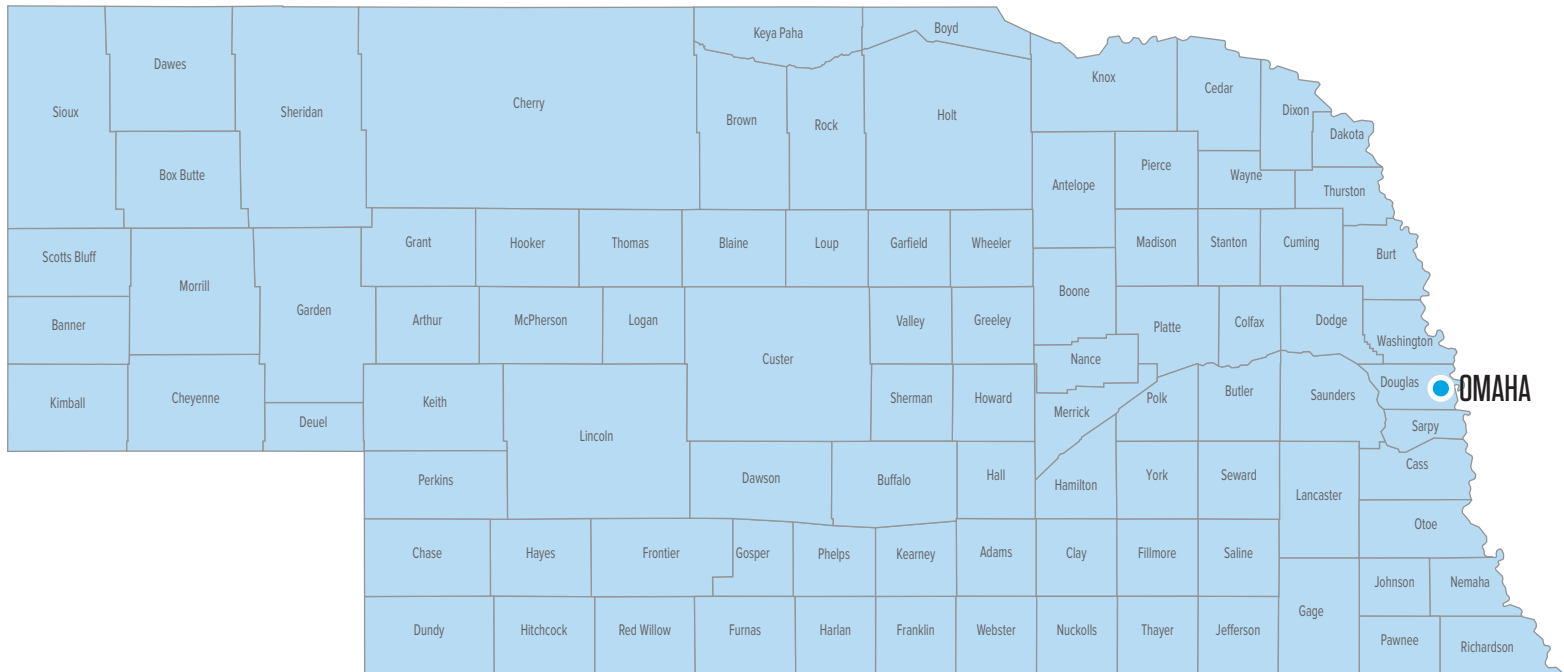 Keya Paha
Boyd
Dawes
Knox
Cedar
Sioux
Sheridan
Cherry
Brown
Rock
Holt
Dixon
Dakota
Box Butte
Antelope
Pierce
Wayne
Thurston
Scotts Bluff
Grant
Hooker
Thomas
Blaine
Loup
Garfield
Wheeler
Madison
Stanton
Cuming
Burt
Morrill
Garden
Boone
Banner
Arthur
McPherson
Logan
Custer
Valley
Greeley
Platte
Colfax
Dodge
Washington
Nance
Kimball
Cheyenne
Deuel
Keith
Lincoln
Sherman
Howard
Merrick
Polk
Butler
Saunders
Douglas
OMAHA
Sarpy
Perkins
Dawson
Buffalo
Hall
Hamilton
York
Seward
Lancaster
Cass
Otoe
Chase
Hayes
Frontier
Gosper
Phelps
Kearney
Adams
Clay
Fillmore
Saline
Johnson
Nemaha
Dundy
Hitchcock
Red Willow
Furnas
Harlan
Franklin
Webster
Nuckolls
Thayer
Jefferson
Gage
Pawnee
Richardson